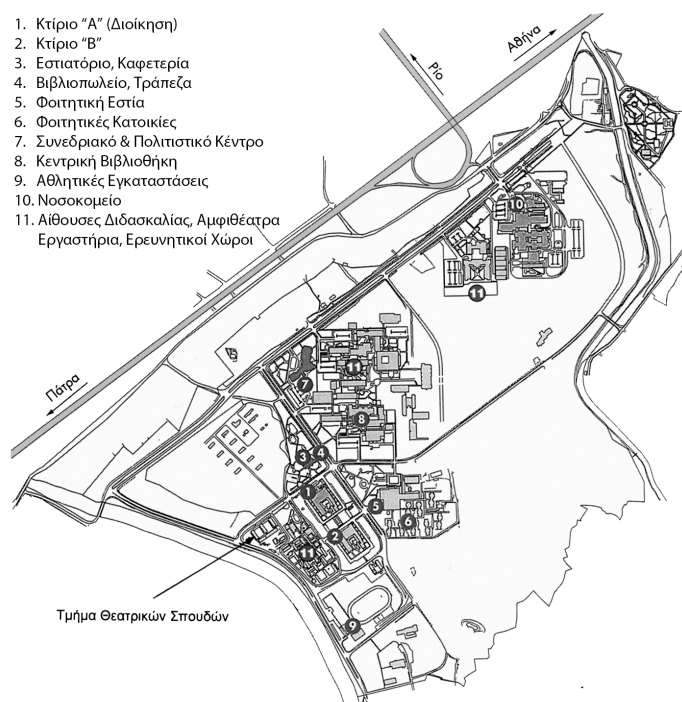 1. Κτίριο “Α” (Διοίκηση)
2. Κτίριο “Β”
3. Εστιατόριο, Καφετερία
4. Βιβλιοπωλείο, Τράπεζα
5. Φοιτητική Εστία
6. Φοιτητικές Κατοικίες
7. Συνεδριακό & Πολιτιστικό Κέντρο
8. Κεντρική Βιβλιοθήκη
9. Αθλητικές Εγκαταστάσεις
10. Νοσοκομείο
11. Αίθουσες Διδασκαλίας, Αμφιθέατρα
Εργαστήρια, Ερευνητικοί Χώροι
Αθήνα
Ρίο
10
11
Πάτρα
11
7
8
3
4
1
5
6
2
11
Τμήμα Θεατρικών Σπουδών
9